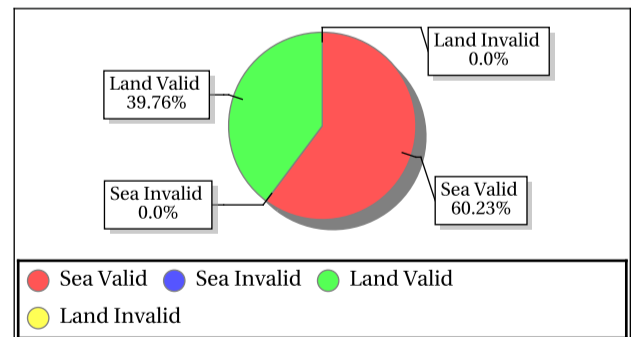 Land Invalid
0.0%
Land Valid
39.76%
Sea Invalid
0.0%
Sea Valid
60.23%
Sea Valid Sea Invalid Land Valid
Land Invalid